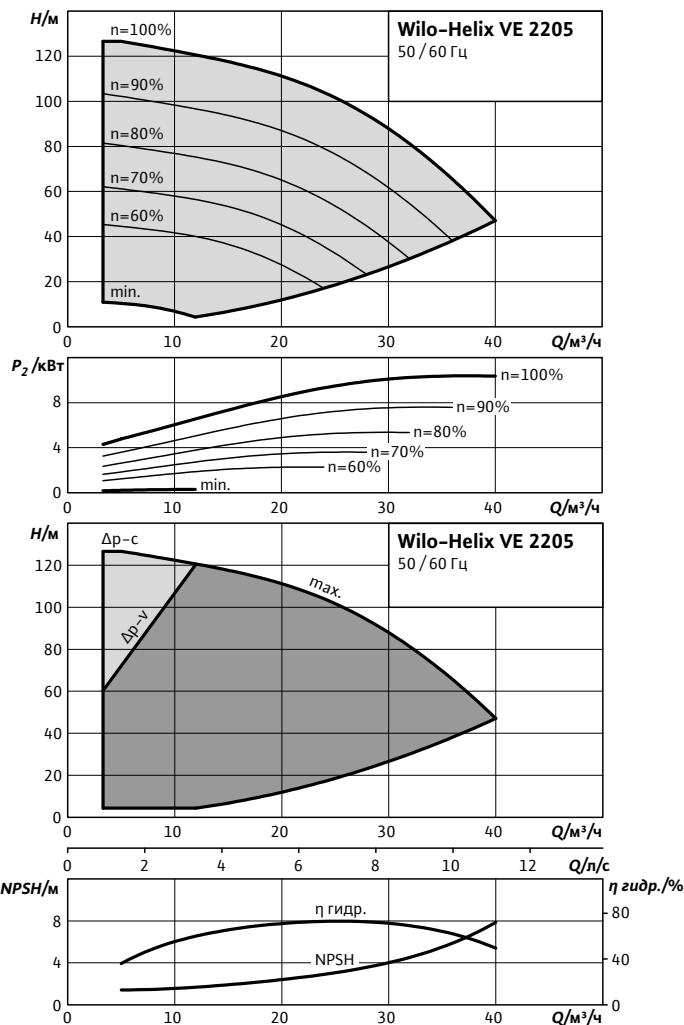 H/м
n=100%
Wilo-Helix VE 2205
50 / 60 Гц
120
100
n=90%
80
n=80%
n=70%
60
n=60%
40
20
min.
0
0 10 20 30 40 Q/м³/ч
P₂ /кВт
n=100%
8
n=90%
n=80%
4
n=70%
n=60%
min.
0
0 10 20 30 40 Q/м³/ч
H/м
Δp-c
Wilo-Helix VE 2205
50 / 60 Гц
120
max.
100
Δp-v
80
60
40
20
0
0 10 20 30 40 Q/м³/ч
0 2 4 6 8 10 12 Q/л/с
NPSH/м
η гидр./%
η гидр.
8
80
NPSH
4
40
0
0
0 10 20 30 40 Q/м³/ч